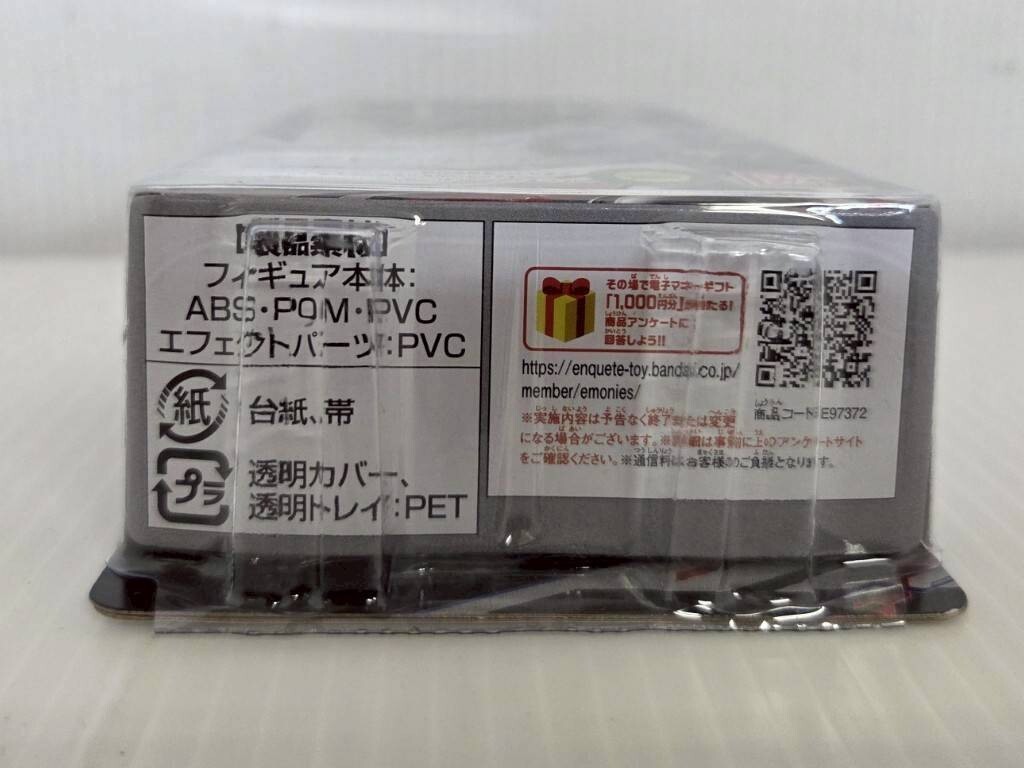 【製品素材】
フィギュア本体:
ABS・POM・PVC
エフェクトパーツ:PVC
紙
台紙、帯
プラ
透明カバー、
透明トレイ:PET
その場で電子マネーギフト
「1,000円分」が当たる!
商品アンケートに
回答しよう!!
https://enquete-toy.bandai.co.jp/
member/emonies/
商品コード:E97372
※実施内容は予告なく終了または変更
になる場合がございます。※詳細は事前に上のアンケートサイト
をご確認ください。※通信料はお客様のご負担となります。